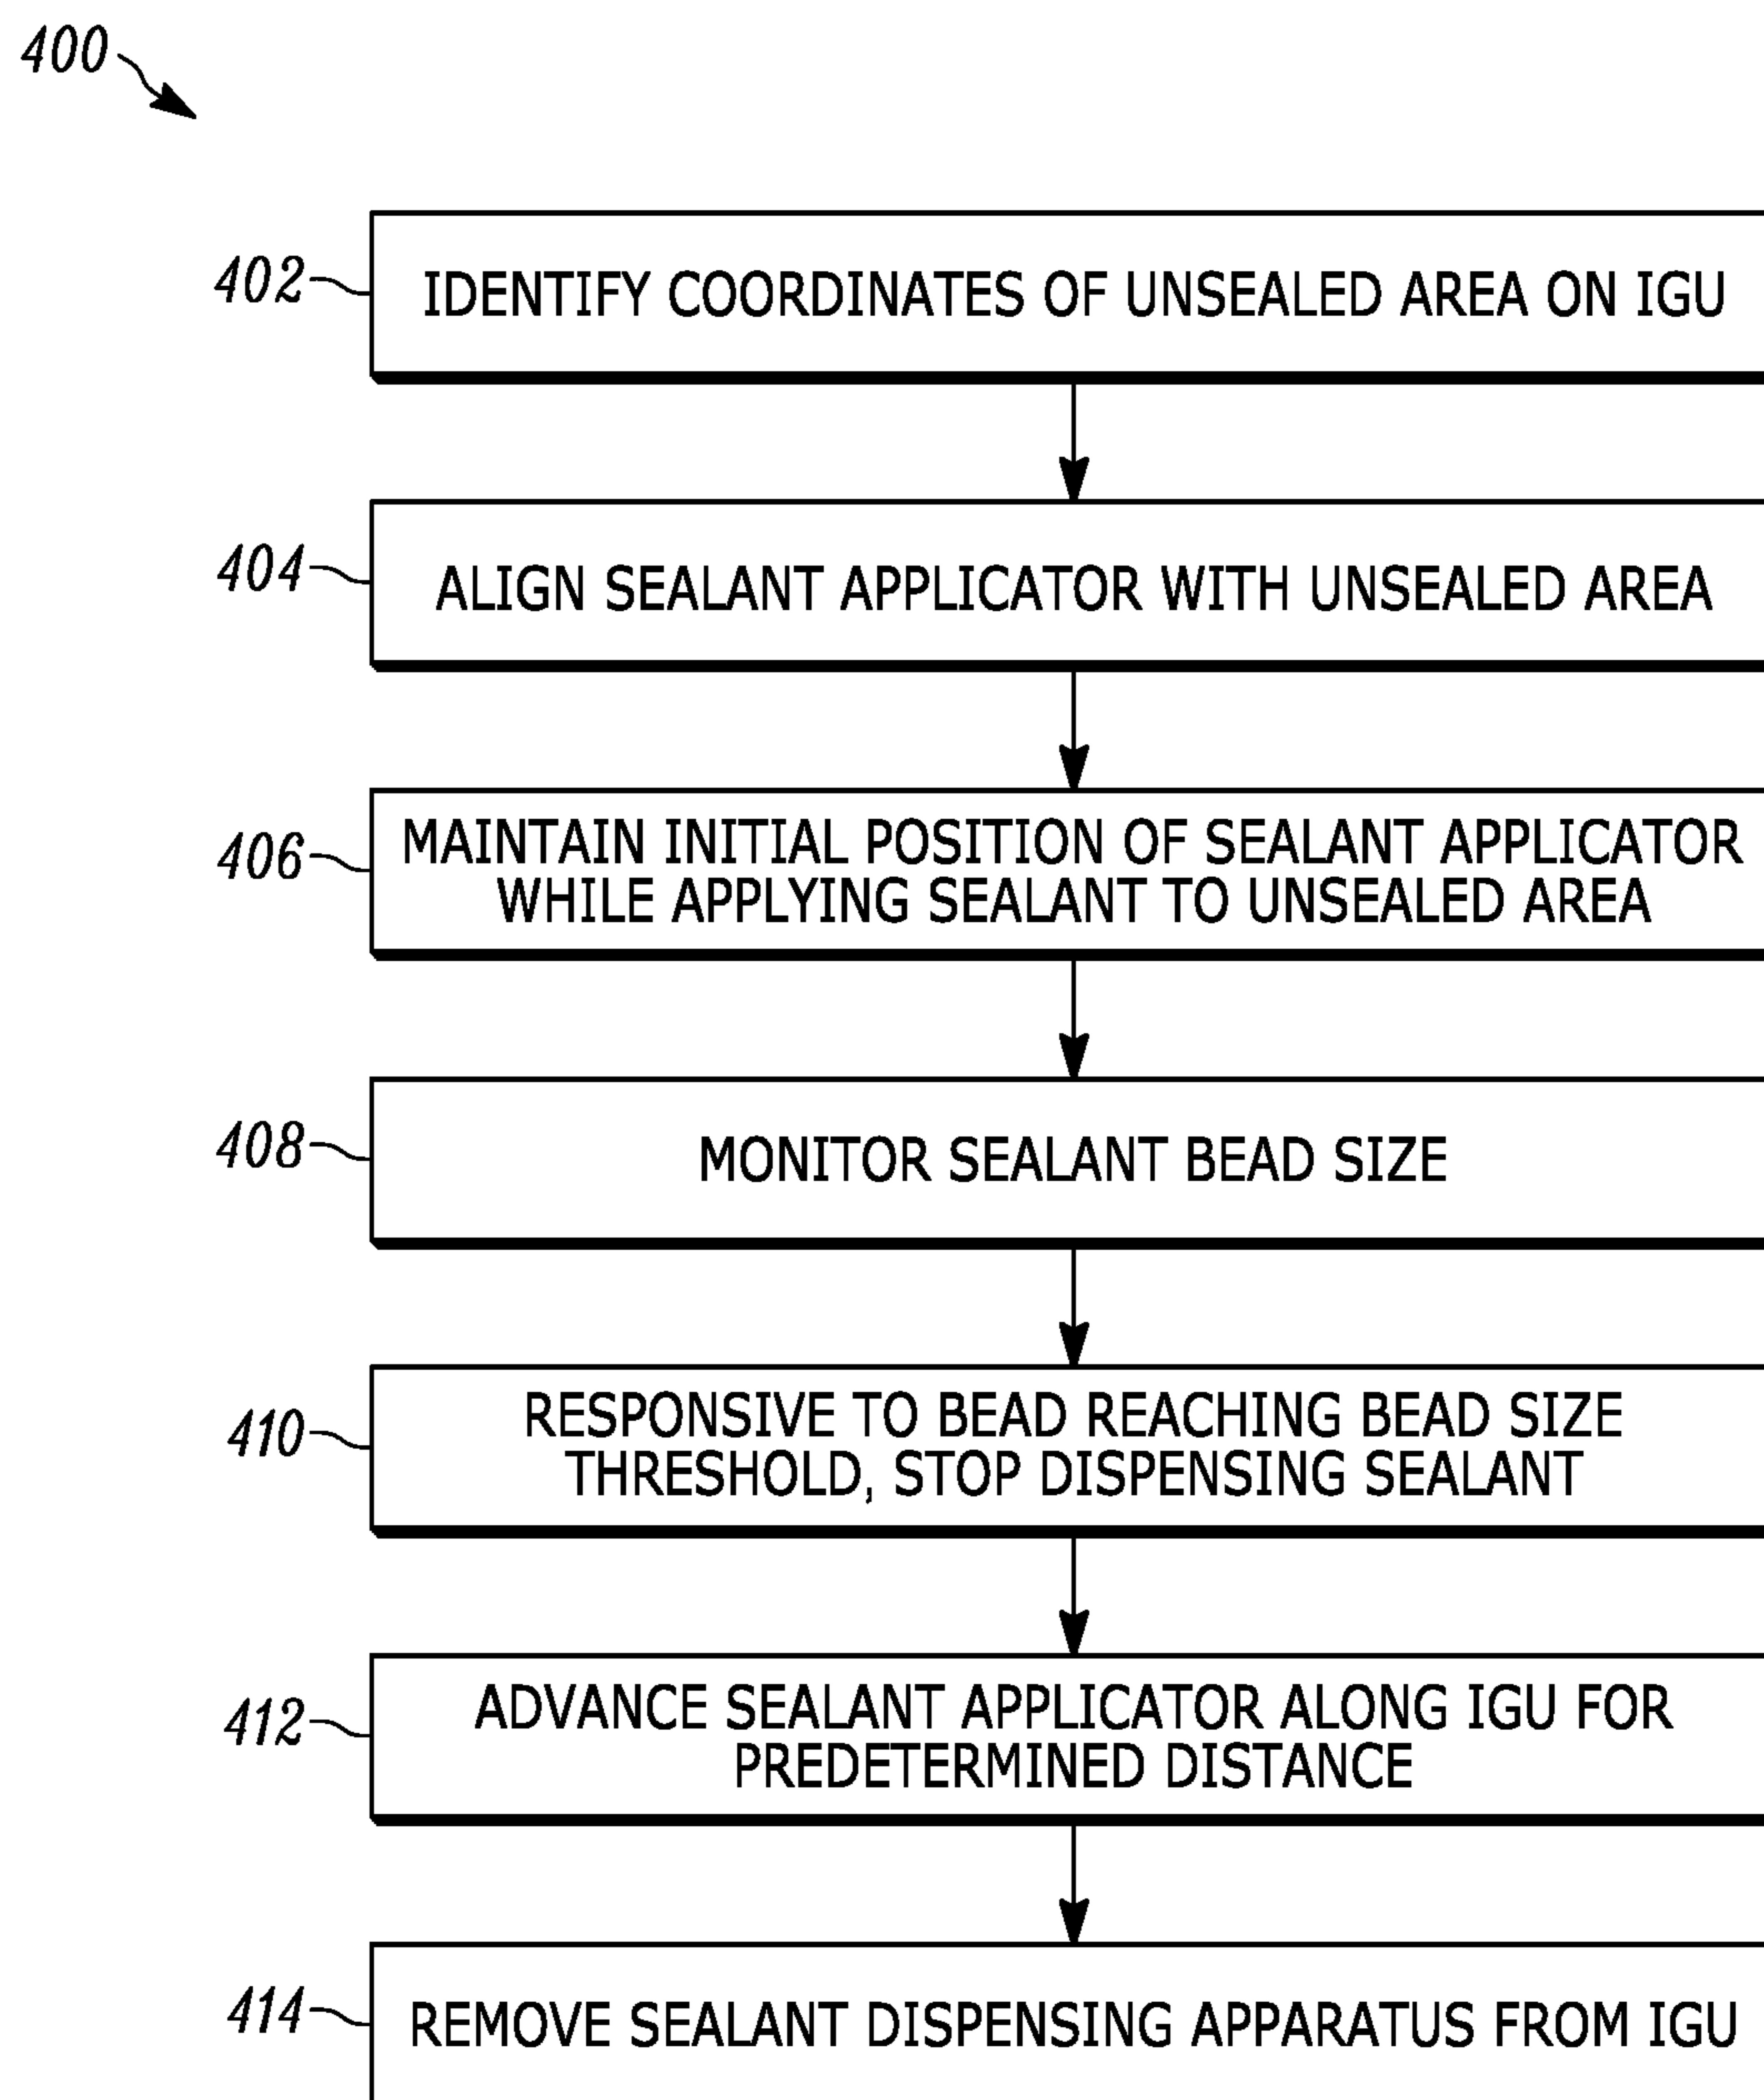 400
402
IDENTIFY COORDINATES OF UNSEALED AREA ON IGU
404
ALIGN SEALANT APPLICATOR WITH UNSEALED AREA
406
MAINTAIN INITIAL POSITION OF SEALANT APPLICATOR
WHILE APPLYING SEALANT TO UNSEALED AREA
408
MONITOR SEALANT BEAD SIZE
410
RESPONSIVE TO BEAD REACHING BEAD SIZE
THRESHOLD, STOP DISPENSING SEALANT
412
ADVANCE SEALANT APPLICATOR ALONG IGU FOR
PREDETERMINED DISTANCE
414
REMOVE SEALANT DISPENSING APPARATUS FROM IGU